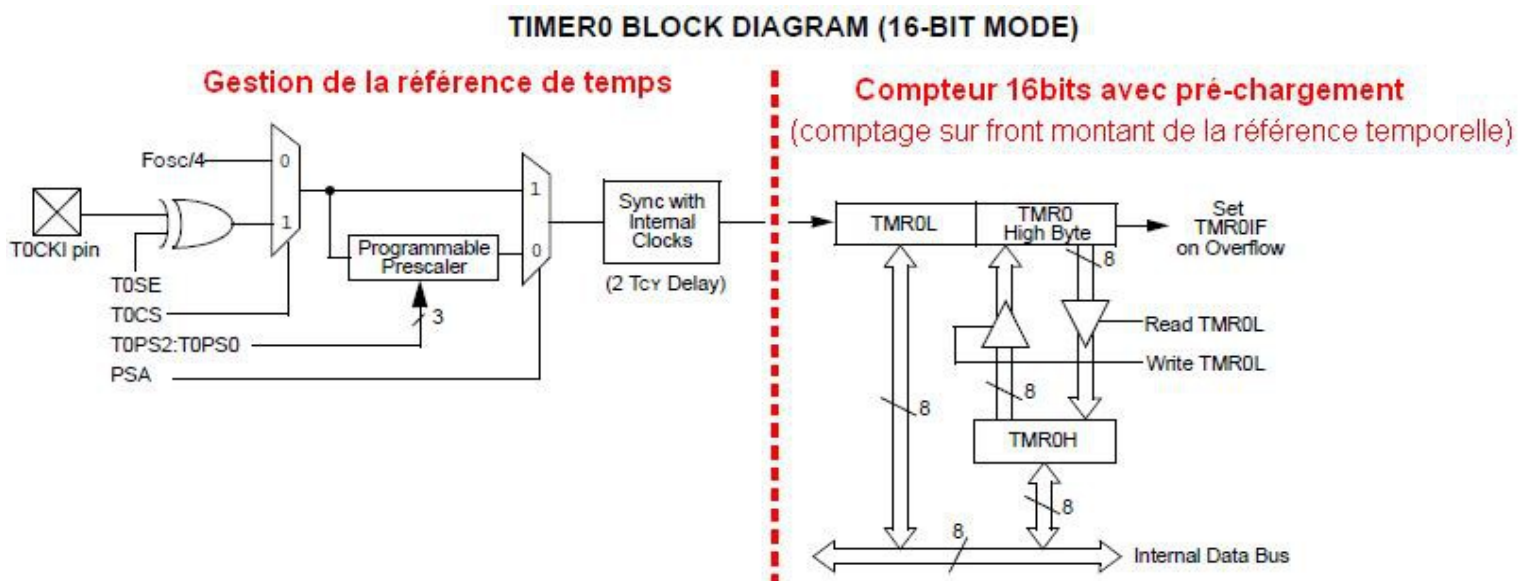 TIMER0 BLOCK DIAGRAM (16-BIT MODE)
Gestion de la référence de temps
Compteur 16bits avec pré-chargement
(comptage sur front montant de la référence temporelle)
Fosc/4
0
1
T0CKI pin
T0SE
T0CS
T0PS2:T0PS0
PSA
Programmable
Prescaler
3
1
0
Sync with
Internal
Clocks
(2 TCY Delay)
TMR0L
TMR0
High Byte
Set
TMR0IF
on Overflow
8
Read TMR0L
Write TMR0L
8
8
TMR0H
8
8
Internal Data Bus